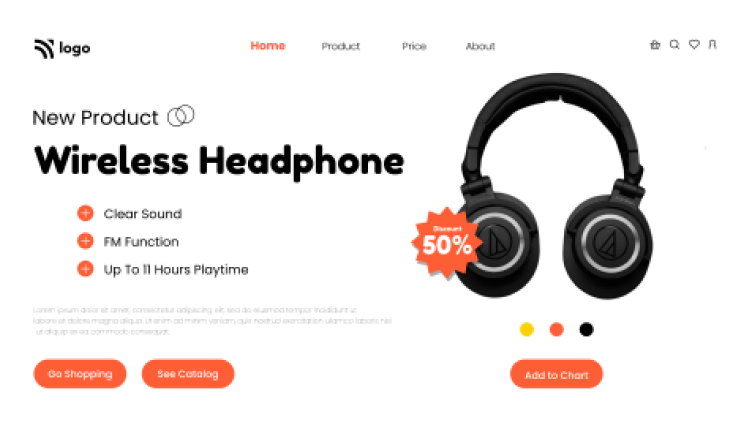 logo
Home Product Price About
New Product
Wireless Headphone
Clear Sound
FM Function
Up To 11 Hours Playtime
Discount
50%
Lorem ipsum dolor sit amet, consectetur adipiscing elit, sed do eiusmod tempor incididunt ut
labore et dolore magna aliqua. Ut enim ad minim veniam, quis nostrud exercitation ullamco laboris nisi
ut aliquip ex ea commodo consequat.
Go Shopping See Catalog
Add to Chart